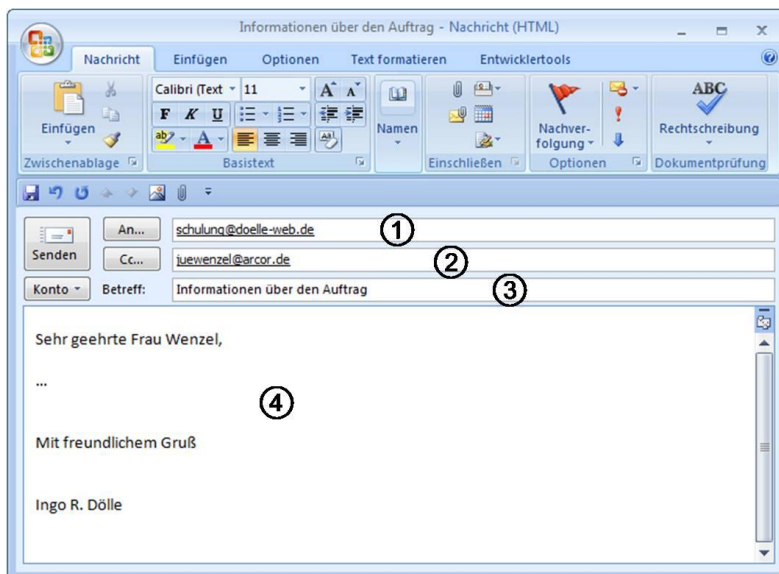 Informationen über den Auftrag - Nachricht (HTML)
Nachricht Einfügen Optionen Text formatieren Entwicklertools
Calibri (Text 11 A A
ABC
F K U
Einfügen
Namen
Nachver-
folgung
Rechtschreibung
ab A
Zwischenablage Basistext Einschließen Optionen Dokumentprüfung
An... schulung@doelle-web.de 1
Senden
Cc... juewenzel@arcor.de 2
Konto Betreff: Informationen über den Auftrag 3
Sehr geehrte Frau Wenzel,
...
4
Mit freundlichem Gruß
Ingo R. Dölle